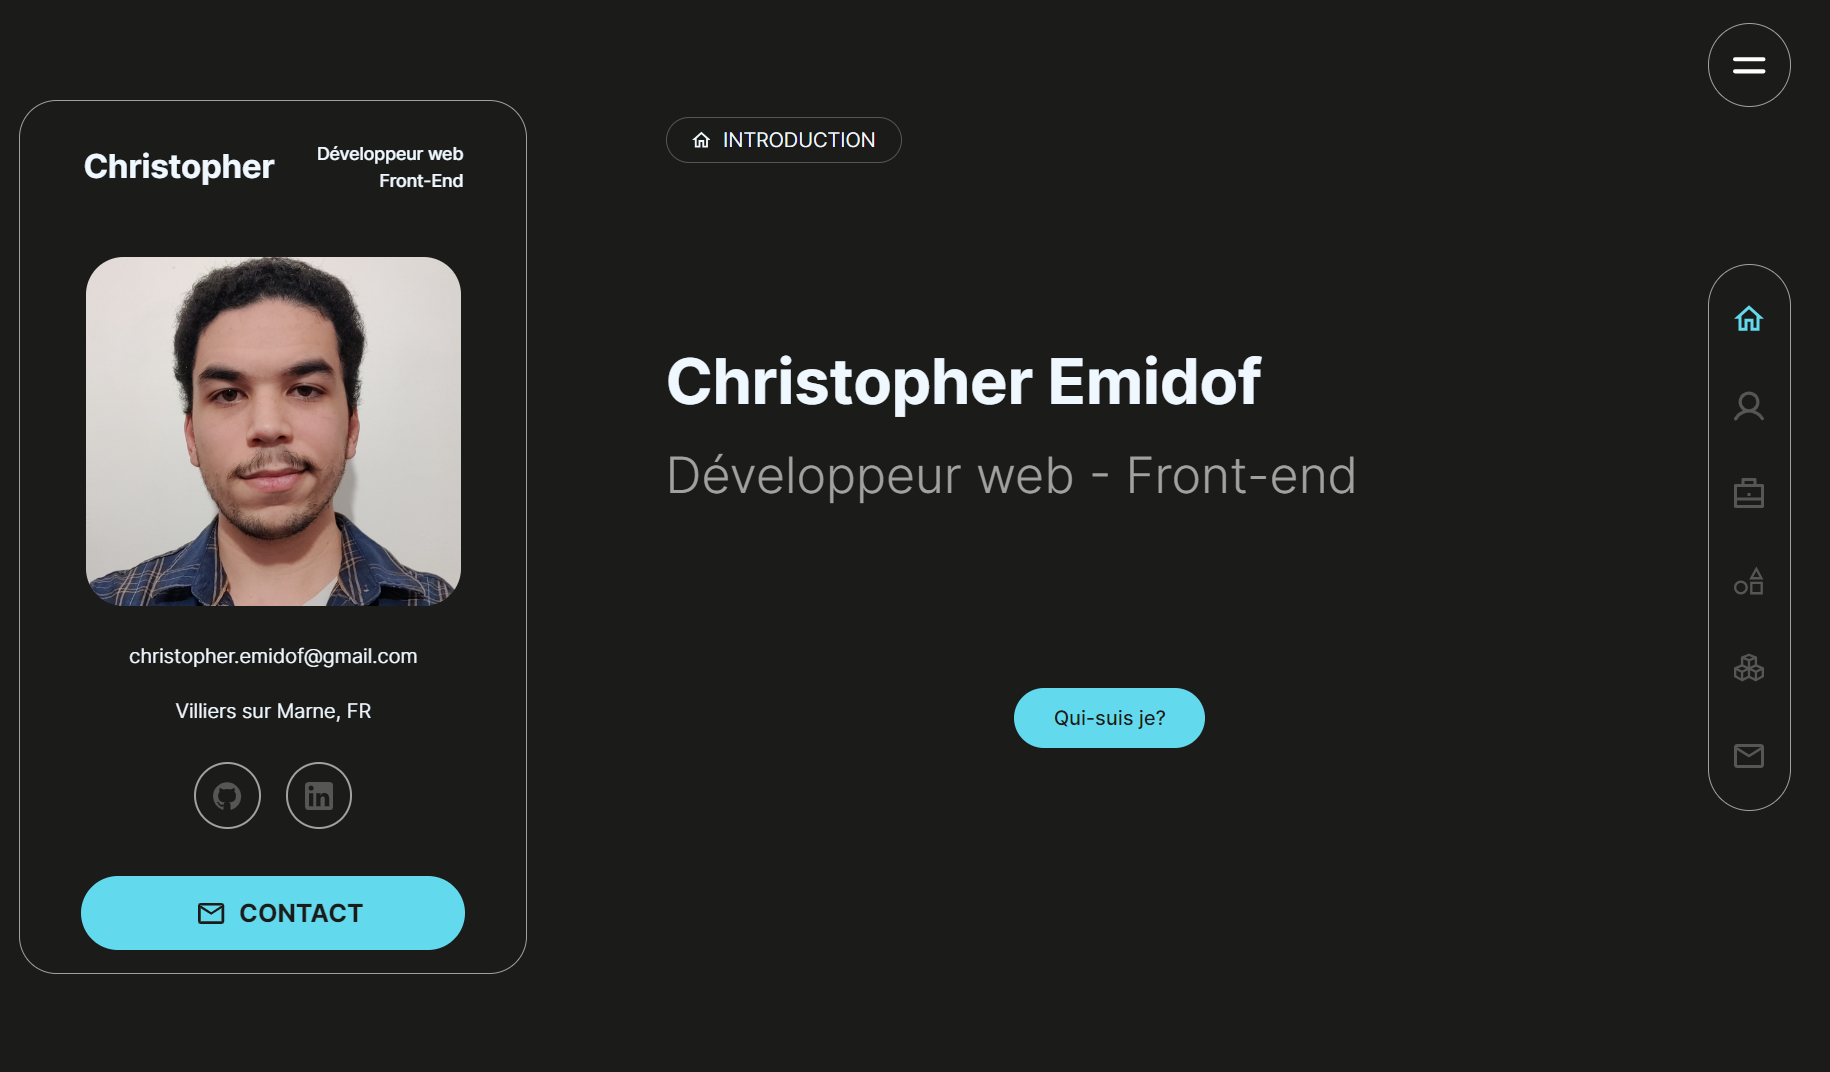 Christopher
Développeur web
Front-End
christopher.emidof@gmail.com
Villiers sur Marne, FR
CONTACT
INTRODUCTION
Christopher Emidof
Développeur web - Front-end
Qui-suis je?